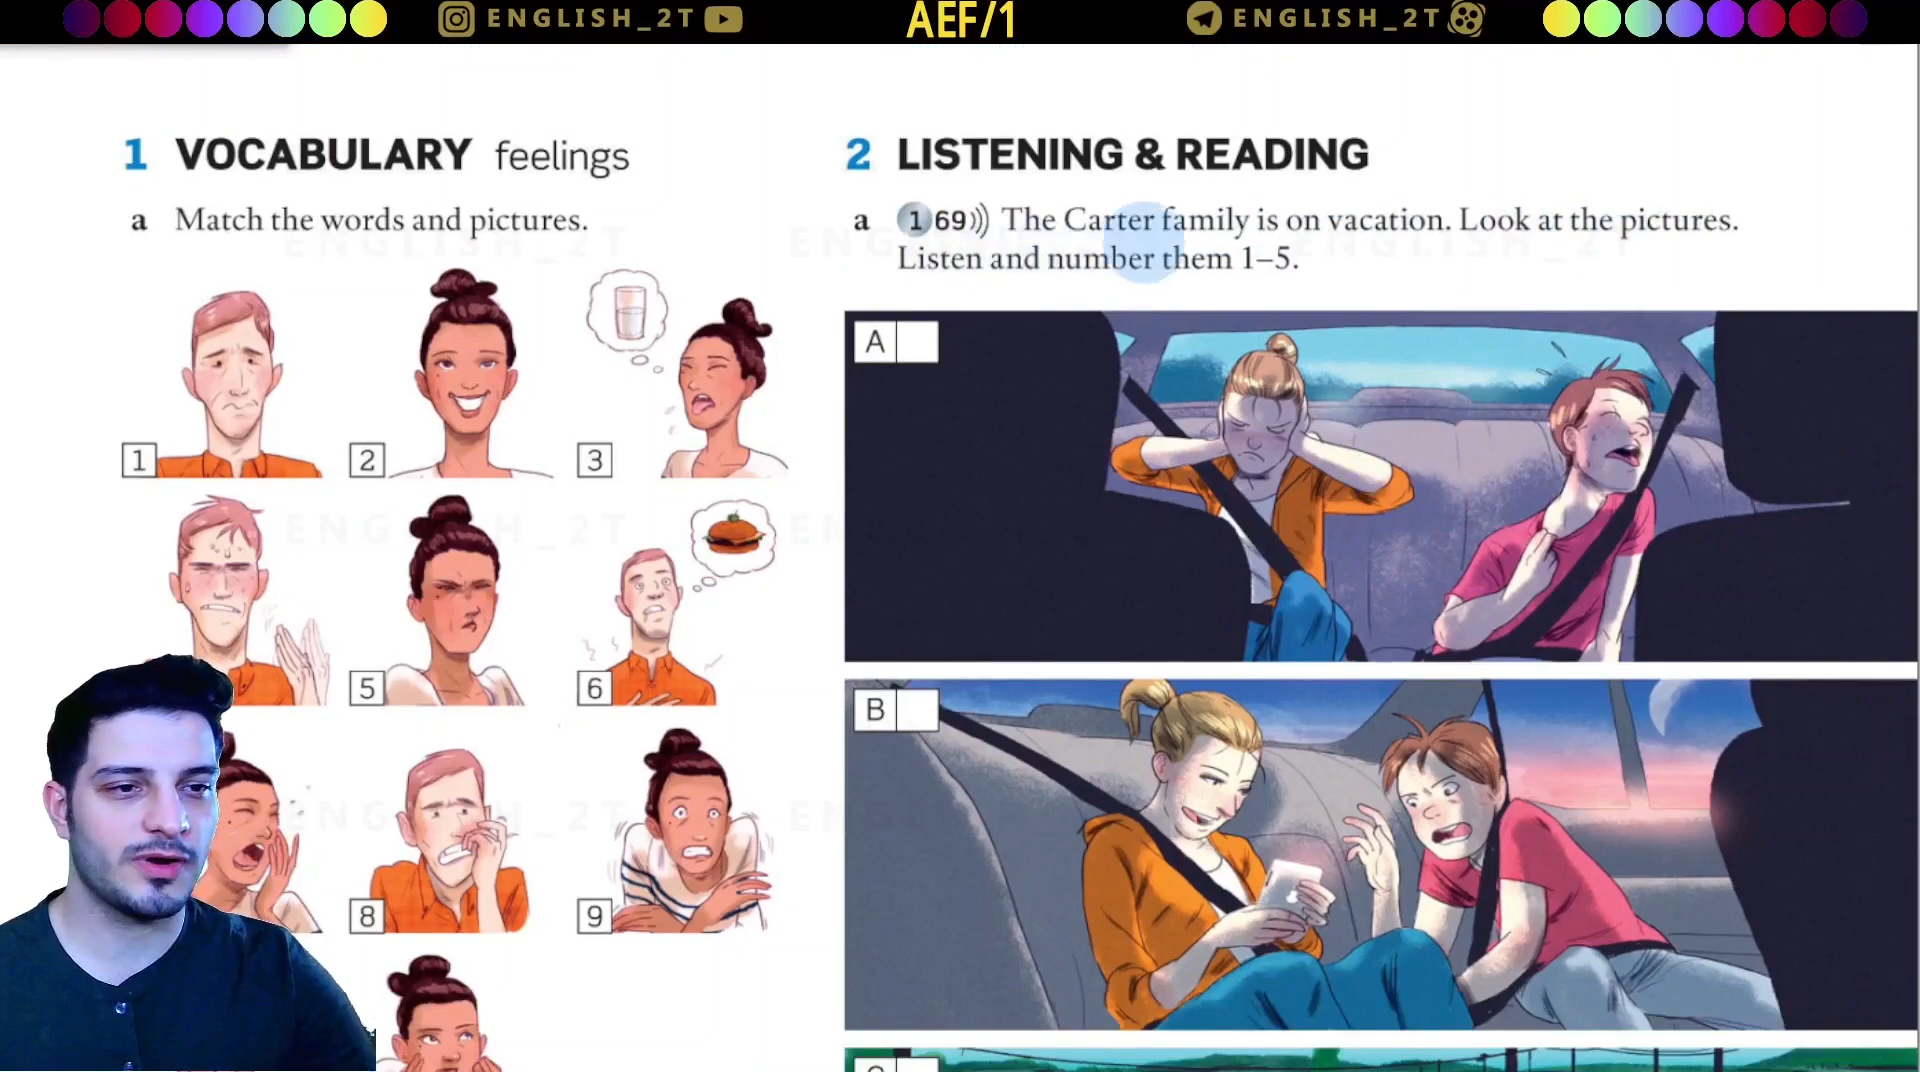 ENGLISH_2T
AEF/1
ENGLISH_2T
1 VOCABULARY feelings
a Match the words and pictures.
1
2
3
5
6
8
9
2 LISTENING & READING
a 1 69 The Carter family is on vacation. Look at the pictures.
Listen and number them 1–5.
A
B
ENGLISH_2T
ENGLISH_2T